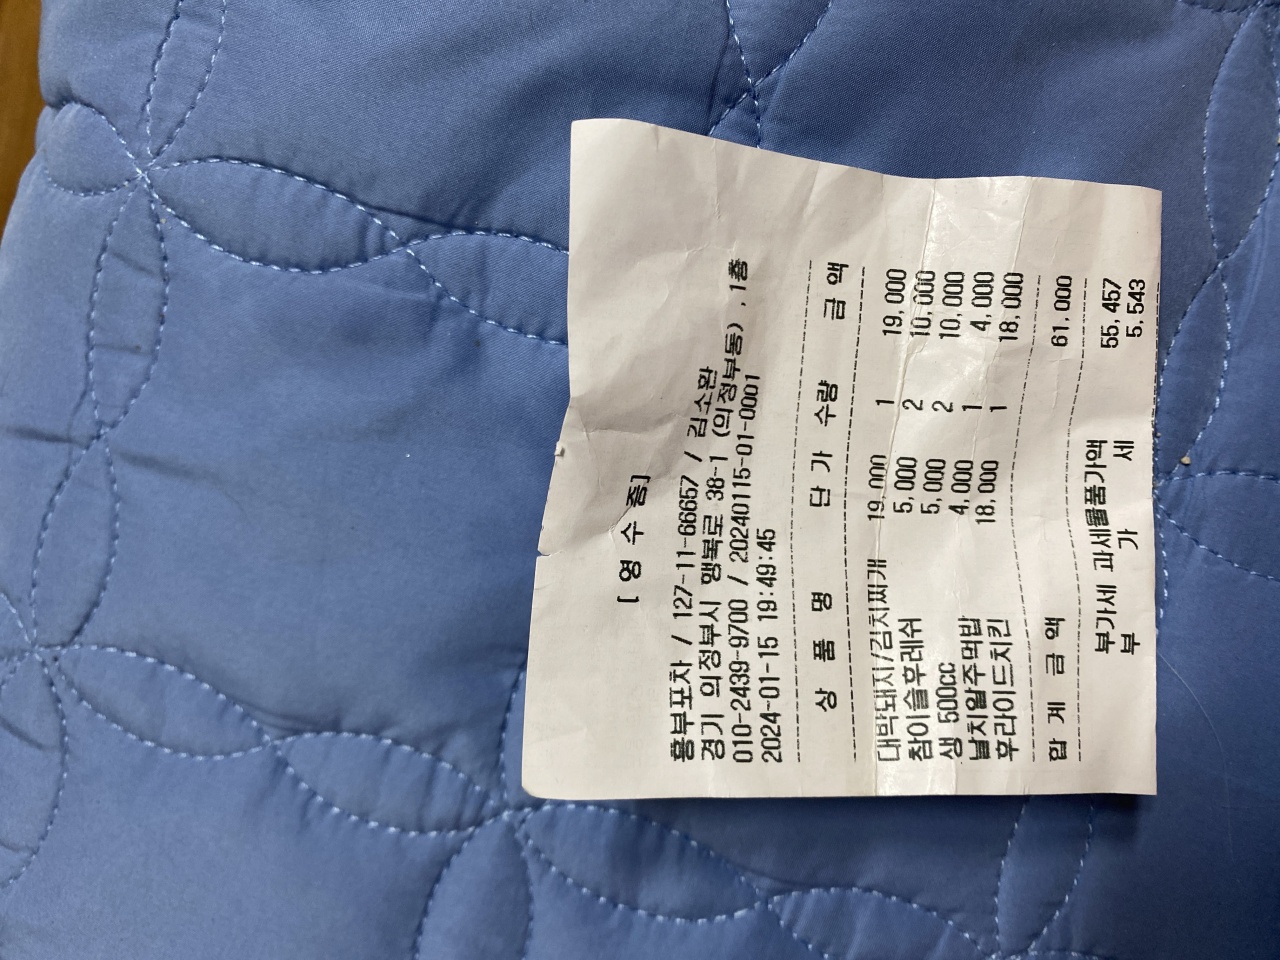 [영 수 증]
흥부포차 / 127-11-66657 / 김소환
경기 의정부시 행복로 38-1 (의정부동) , 1층
010-2439-9700 / 20240115-01-0001
2024-01-15 19:49:45
상 품 명 단 가 수량 금 액
대박돼지/김치찌개 19,000 1 19,000
참이슬후레쉬 5,000 2 10,000
생 500CC 5,000 2 10,000
날치알주먹밥 4,000 1 4,000
후라이드치킨 18,000 1 18,000
합 계 금 액 61,000
부가세 과세물품가액 55,457
부 가 세 5,543